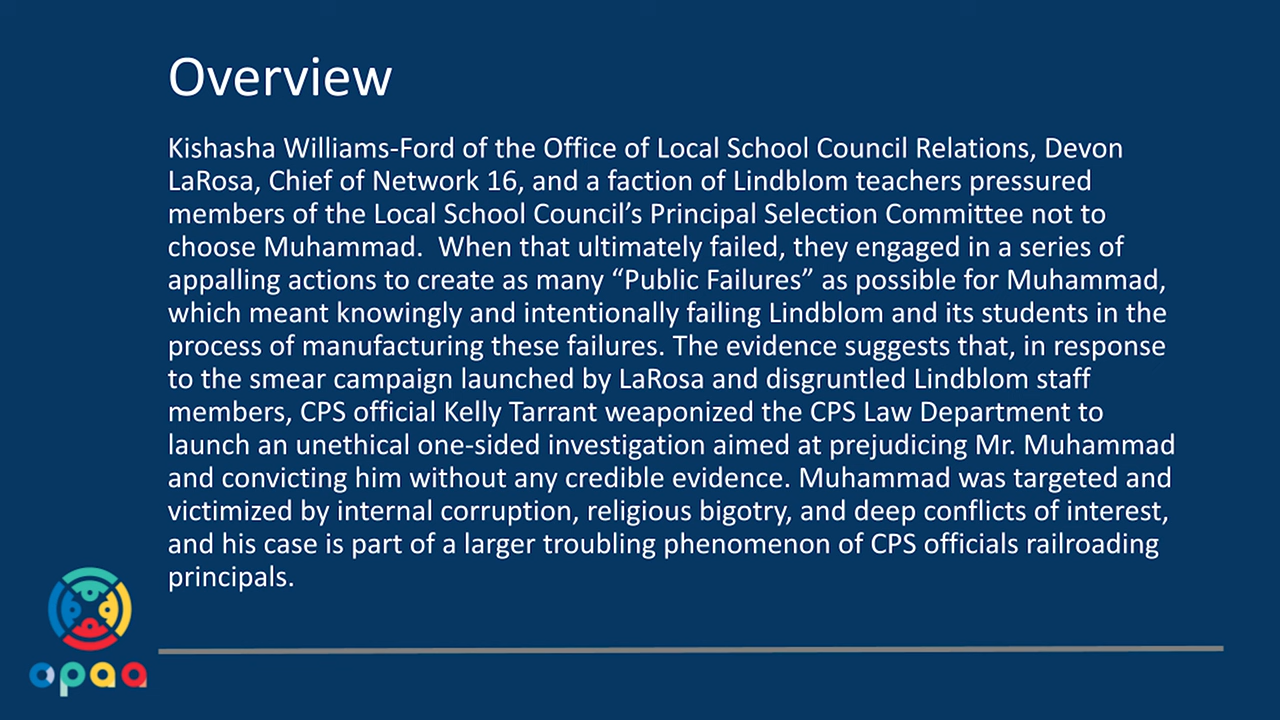 Overview
Kishasha Williams-Ford of the Office of Local School Council Relations, Devon
LaRosa, Chief of Network 16, and a faction of Lindblom teachers pressured
members of the Local School Council’s Principal Selection Committee not to
choose Muhammad.  When that ultimately failed, they engaged in a series of
appalling actions to create as many “Public Failures” as possible for Muhammad,
which meant knowingly and intentionally failing Lindblom and its students in the
process of manufacturing these failures. The evidence suggests that, in response
to the smear campaign launched by LaRosa and disgruntled Lindblom staff
members, CPS official Kelly Tarrant weaponized the CPS Law Department to
launch an unethical one-sided investigation aimed at prejudicing Mr. Muhammad
and convicting him without any credible evidence. Muhammad was targeted and
victimized by internal corruption, religious bigotry, and deep conflicts of interest,
and his case is part of a larger troubling phenomenon of CPS officials railroading
principals.
cpaa